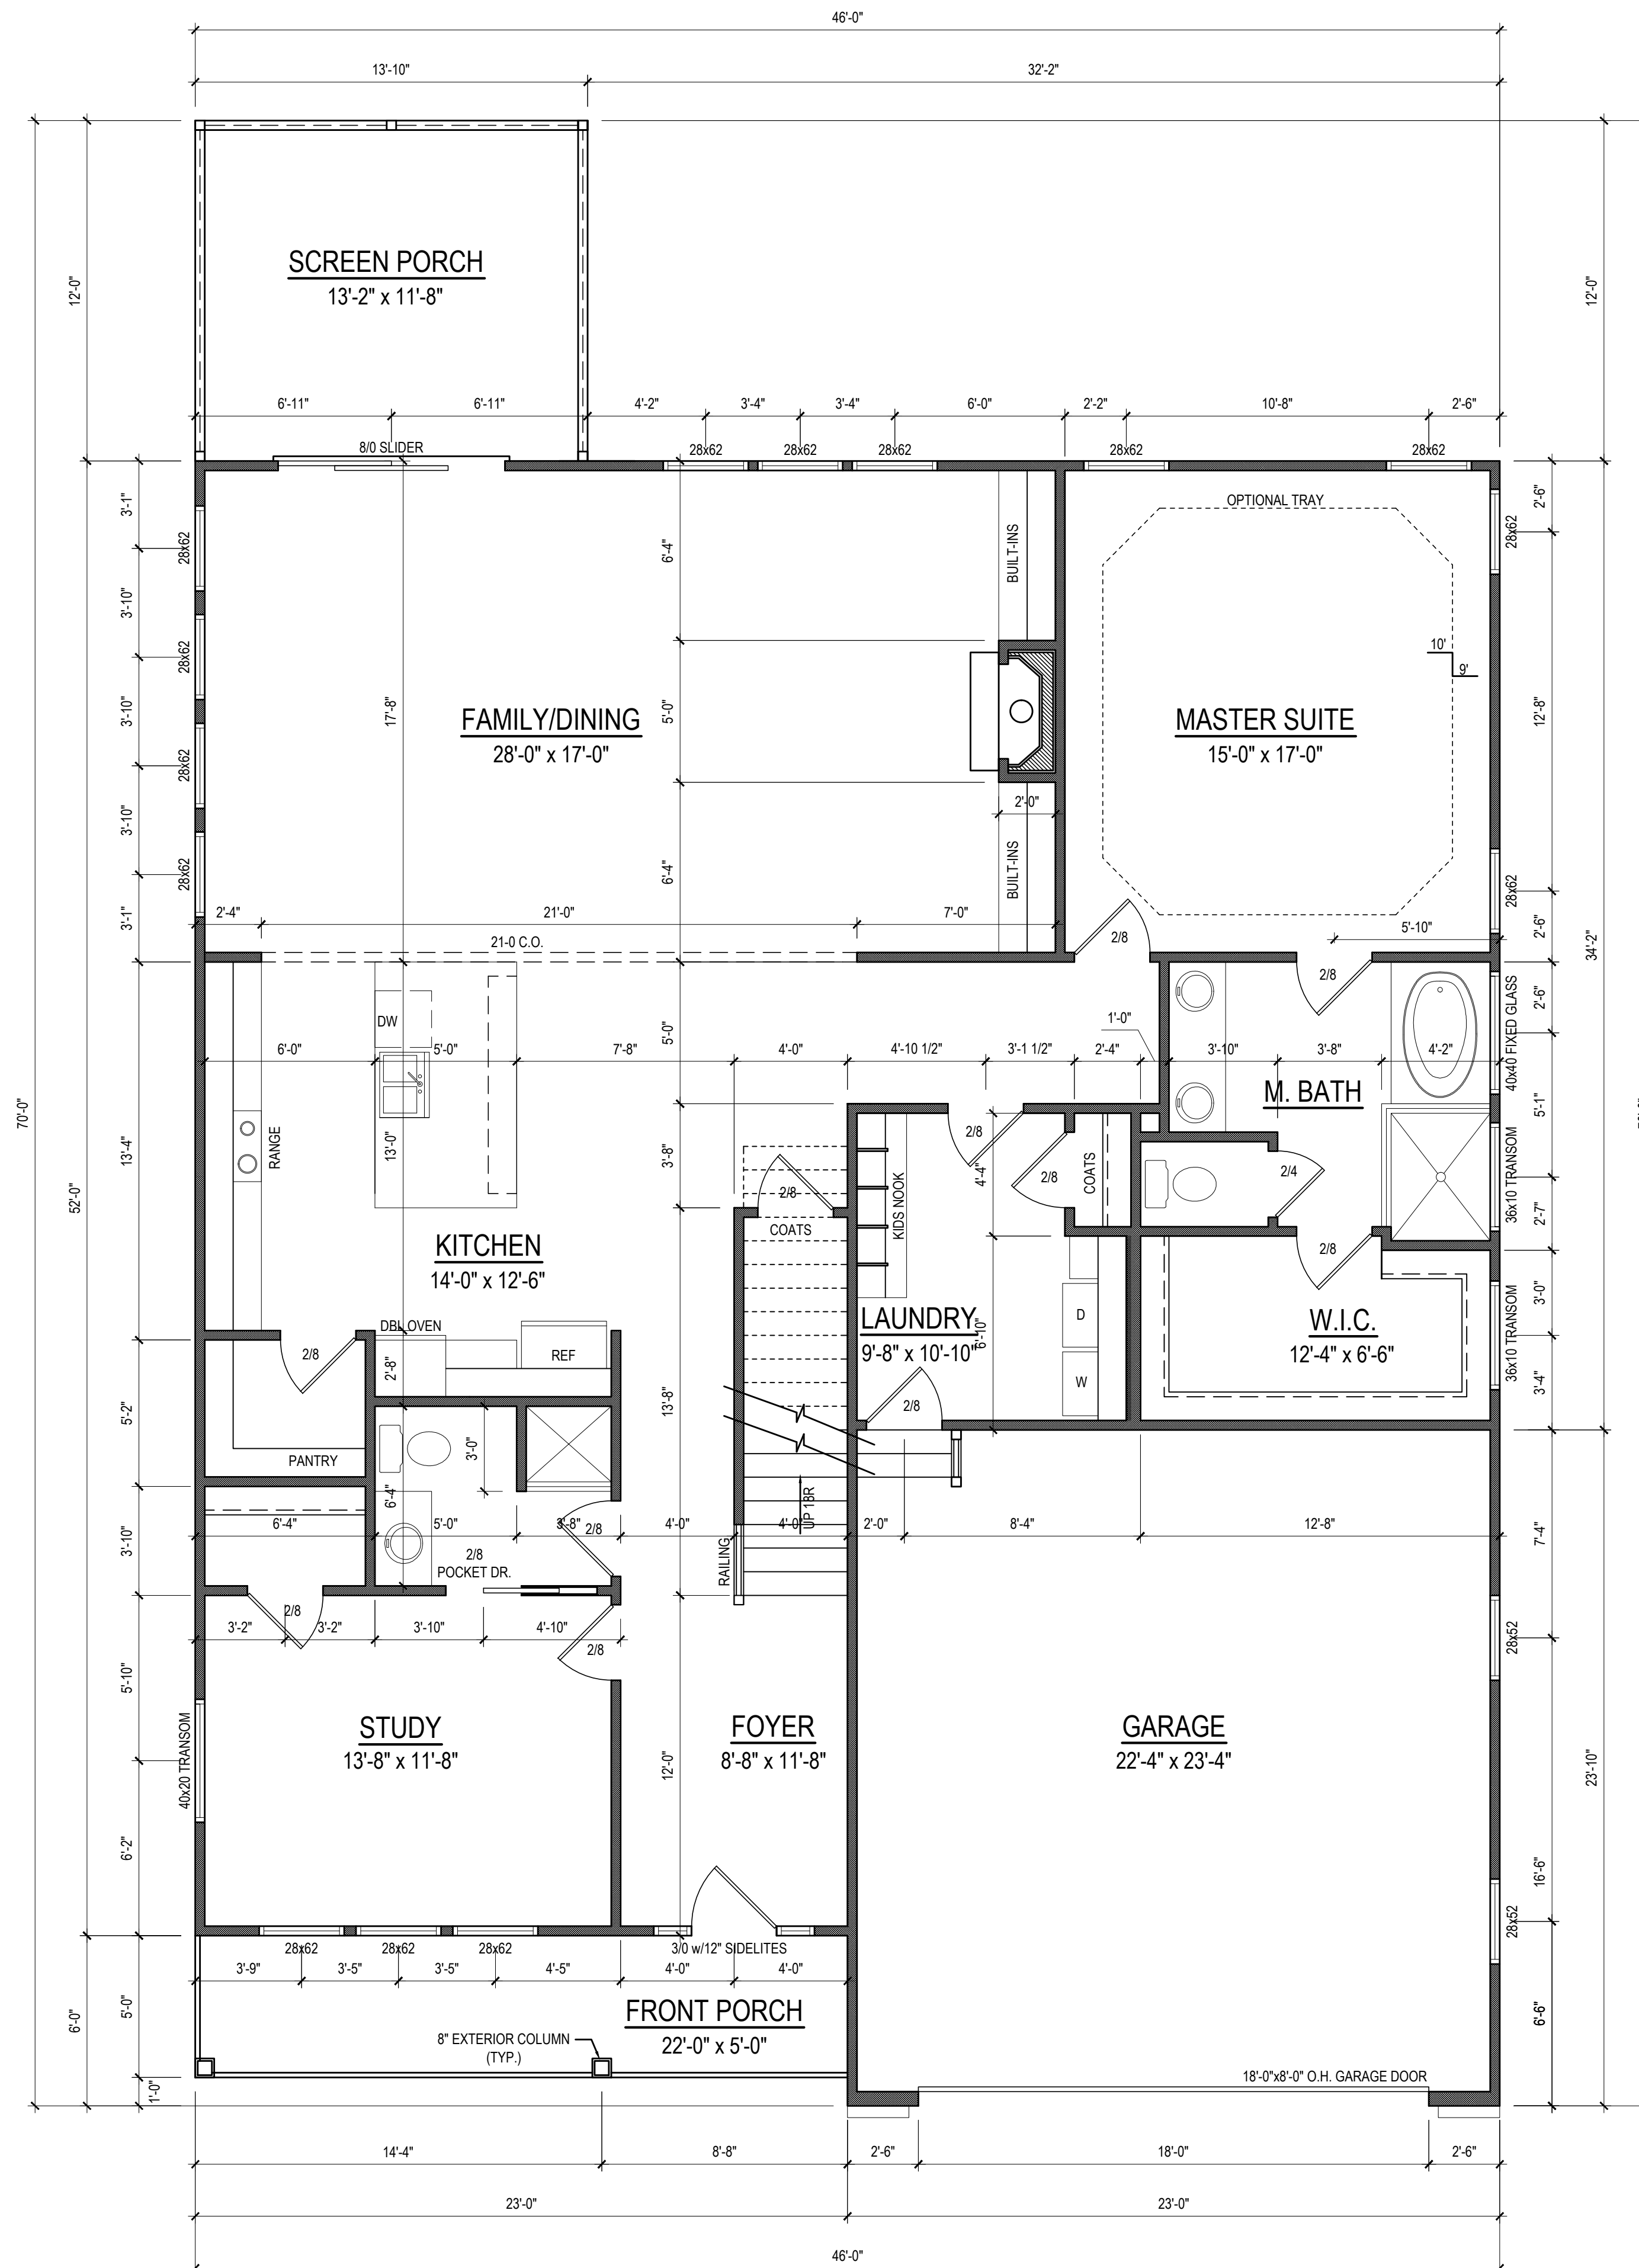 46'-0"
13'-10"
32'-2"
SCREEN PORCH
13'-2" x 11'-8"
12'-0"
12'-0"
6'-11"
6'-11"
4'-2"
3'-4"
3'-4"
6'-0"
2'-2"
10'-8"
2'-6"
8/0 SLIDER
28x62
28x62
28x62
28x62
28x62
OPTIONAL TRAY
3'-1"
28x62
3'-10"
28x62
3'-10"
28x62
3'-10"
28x62
3'-1"
17'-8"
6'-4"
5'-0"
6'-4"
BUILT-INS
BUILT-INS
2'-0"
FAMILY/DINING
28'-0" x 17'-0"
MASTER SUITE
15'-0" x 17'-0"
10'
9'
28x62
2'-6"
12'-8"
28x62
2'-6"
34'-2"
2'-4"
21'-0"
7'-0"
21-0 C.O.
2/8
5'-10"
2/8
70'-0"
52'-0"
13'-4"
DW
6'-0"
5'-0"
7'-8"
4'-0"
4'-10 1/2"
3'-1 1/2"
2'-4"
1'-0"
3'-10"
3'-8"
4'-2"
5'-0"
M. BATH
40x40 FIXED GLASS
2'-6"
5'-1"
RANGE
13'-0"
3'-8"
2/8
COATS
2/8
4'-4"
2/8
COATS
KIDS NOOK
2/4
36x10 TRANSOM
2'-7"
KITCHEN
14'-0" x 12'-6"
2/8
LAUNDRY
9'-8" x 10'-10"
6'-10"
D
W
W.I.C.
12'-4" x 6'-6"
36x10 TRANSOM
3'-0"
3'-4"
DBL OVEN
2/8
2'-8"
REF
2/8
5'-2"
PANTRY
13'-8"
3'-0"
6'-4"
UP 18R
RAILING
3'-10"
6'-4"
5'-0"
3'-8"
2/8
4'-0"
4'-0"
2'-0"
8'-4"
12'-8"
7'-4"
2/8
POCKET DR.
2/8
3'-2"
3'-2"
3'-10"
4'-10"
2/8
28x52
5'-10"
40x20 TRANSOM
6'-2"
STUDY
13'-8" x 11'-8"
FOYER
8'-8" x 11'-8"
12'-0"
GARAGE
22'-4" x 23'-4"
23'-10"
16'-6"
28x52
28x62
28x62
28x62
3/0 w/12" SIDELITES
3'-9"
3'-5"
3'-5"
4'-5"
4'-0"
4'-0"
6'-0"
5'-0"
1'-0"
FRONT PORCH
22'-0" x 5'-0"
8" EXTERIOR COLUMN
(TYP.)
6'-6"
18'-0"x8'-0" O.H. GARAGE DOOR
14'-4"
8'-8"
2'-6"
18'-0"
2'-6"
23'-0"
23'-0"
46'-0"